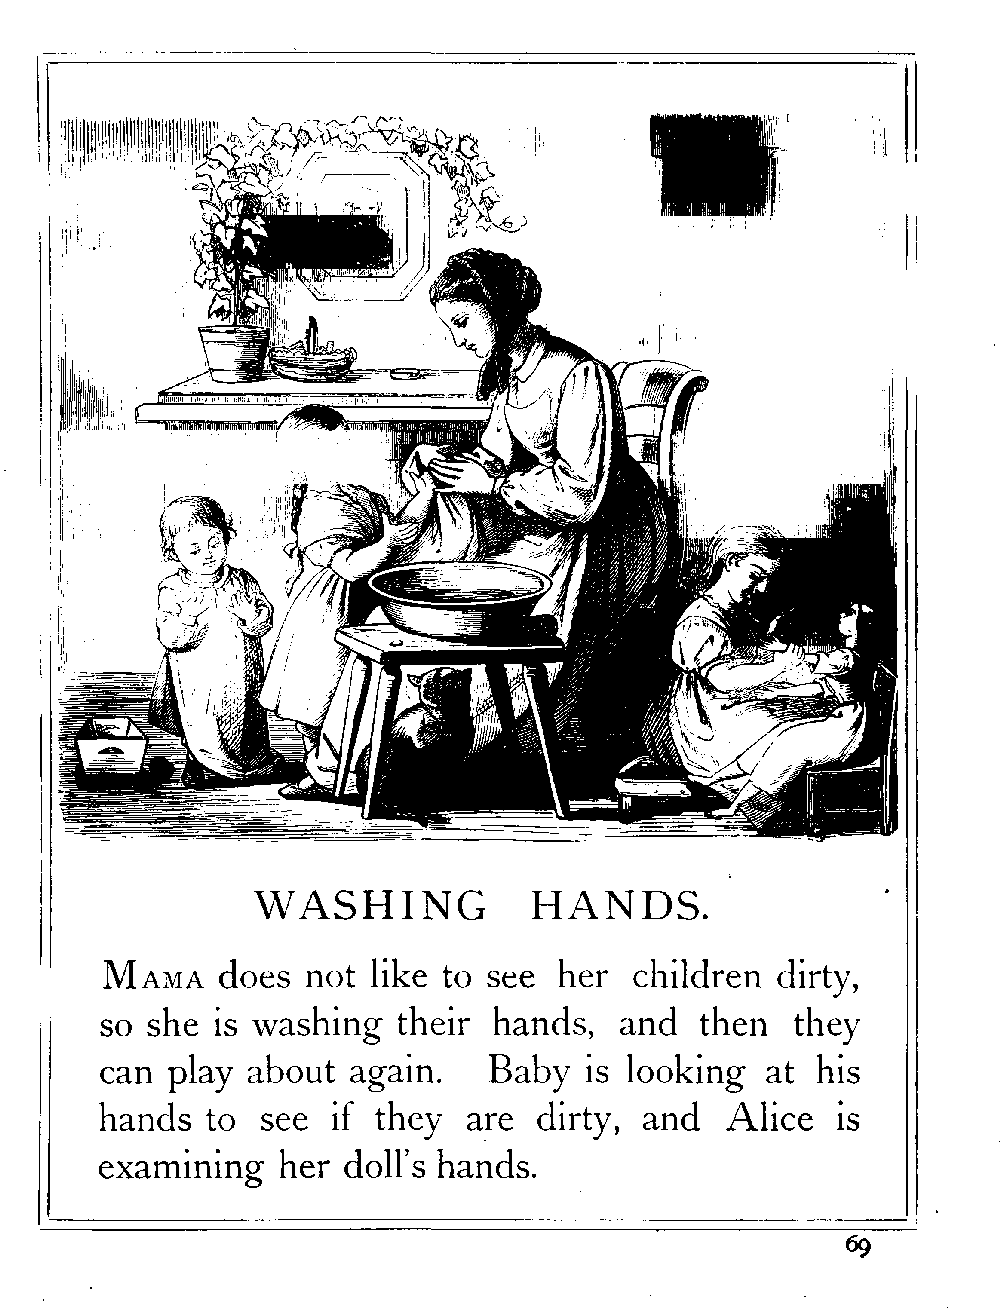 WASHING HANDS.
MAMA does not like to see her children dirty,
so she is washing their hands, and then they
can play about again. Baby is looking at his
hands to see if they are dirty, and Alice is
examining her doll's hands.
69